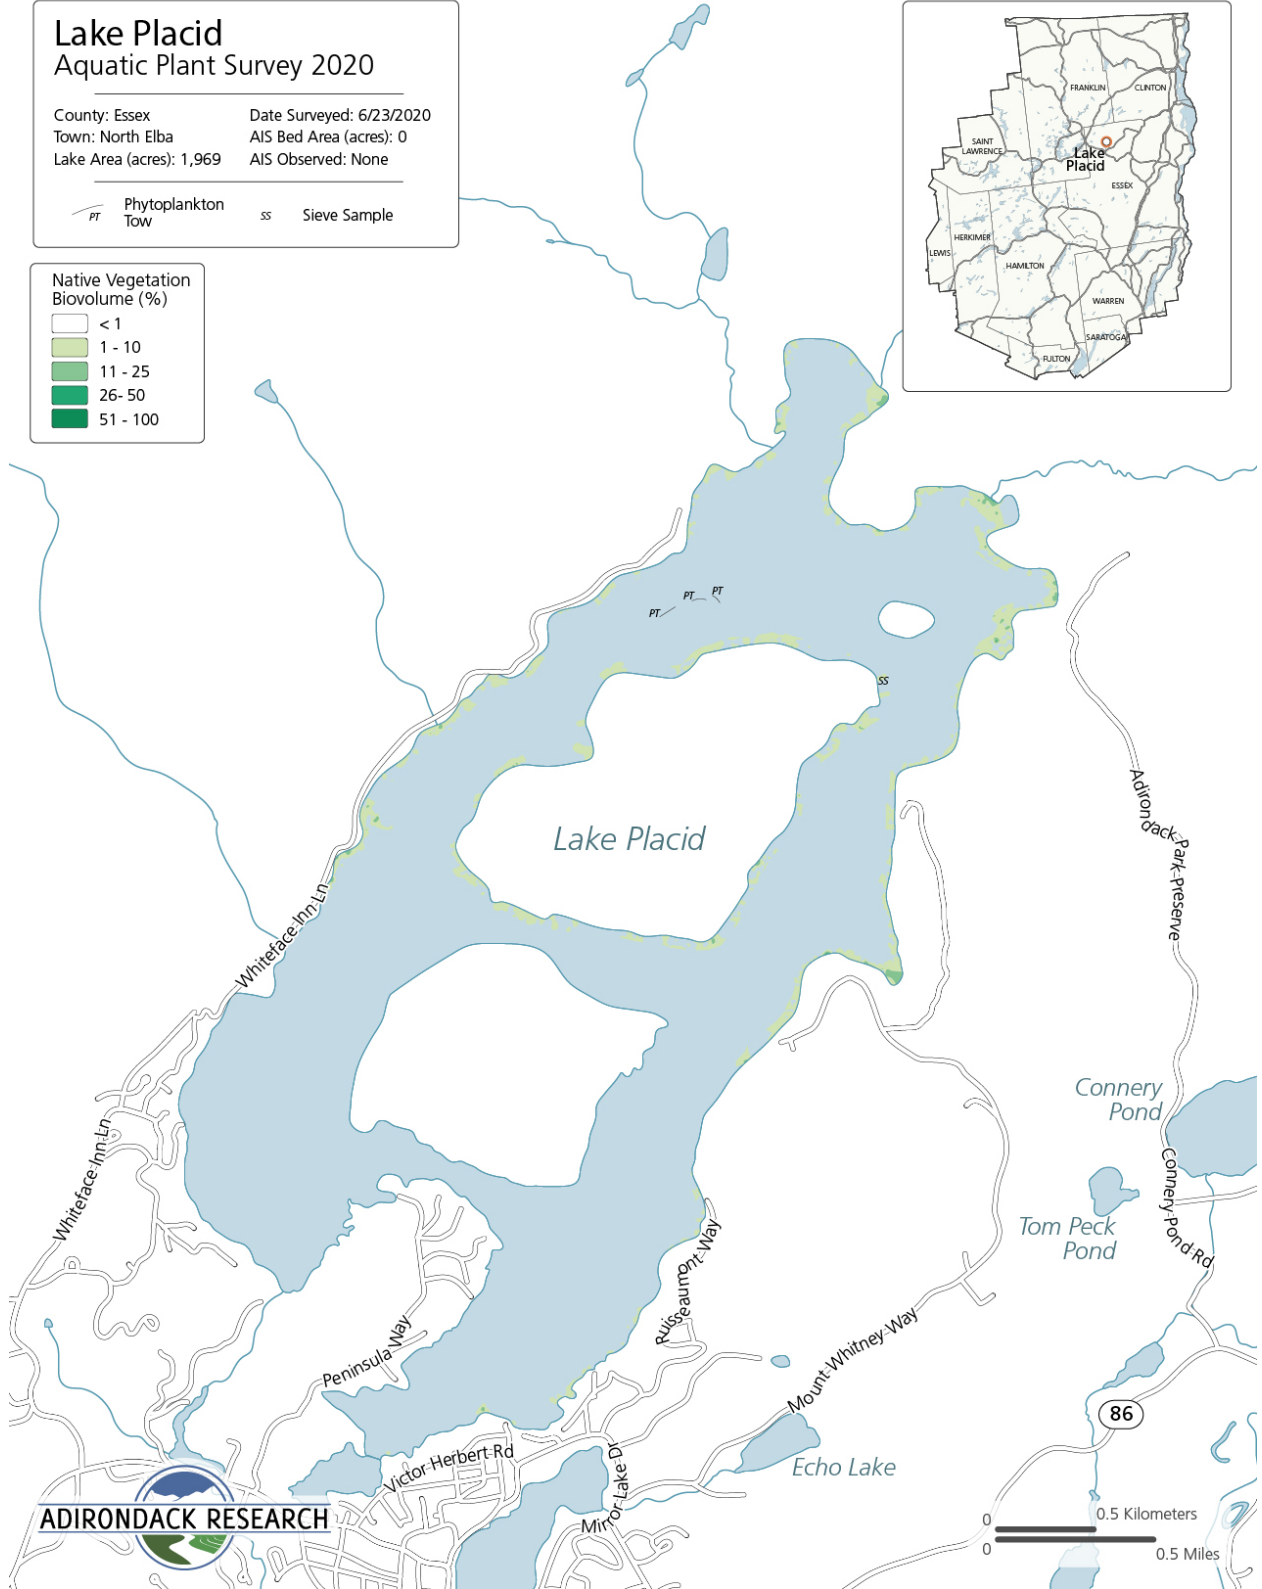 Lake Placid
Aquatic Plant Survey 2020
County: Essex
Date Surveyed: 6/23/2020
Town: North Elba
AIS Bed Area (acres): 0
Lake Area (acres): 1,969
AIS Observed: None
PT
Phytoplankton
Tow
SS
Sieve Sample
Native Vegetation
Biovolume (%)
< 1
1 - 10
11 - 25
26- 50
51 - 100
FRANKLIN
CLINTON
SAINT
LAWRENCE
Lake
Placid
ESSEX
HERKIMER
LEWIS
HAMILTON
WARREN
SARATOGA
FULTON
PT
PT
PT
SS
Lake Placid
Adirondack-Park-Preserve
Whiteface-Inn-Ln
Whiteface-Inn-Ln
Connery
Pond
Connery-Pond-Rd
Tom Peck
Pond
Ruisseaumont-Way
Peninsula Way
Mount-Whitney-Way
86
Victor-Herbert-Rd
Echo Lake
Mirror-Lake-Dr
ADIRONDACK RESEARCH
0
0.5 Kilometers
0
0.5 Miles